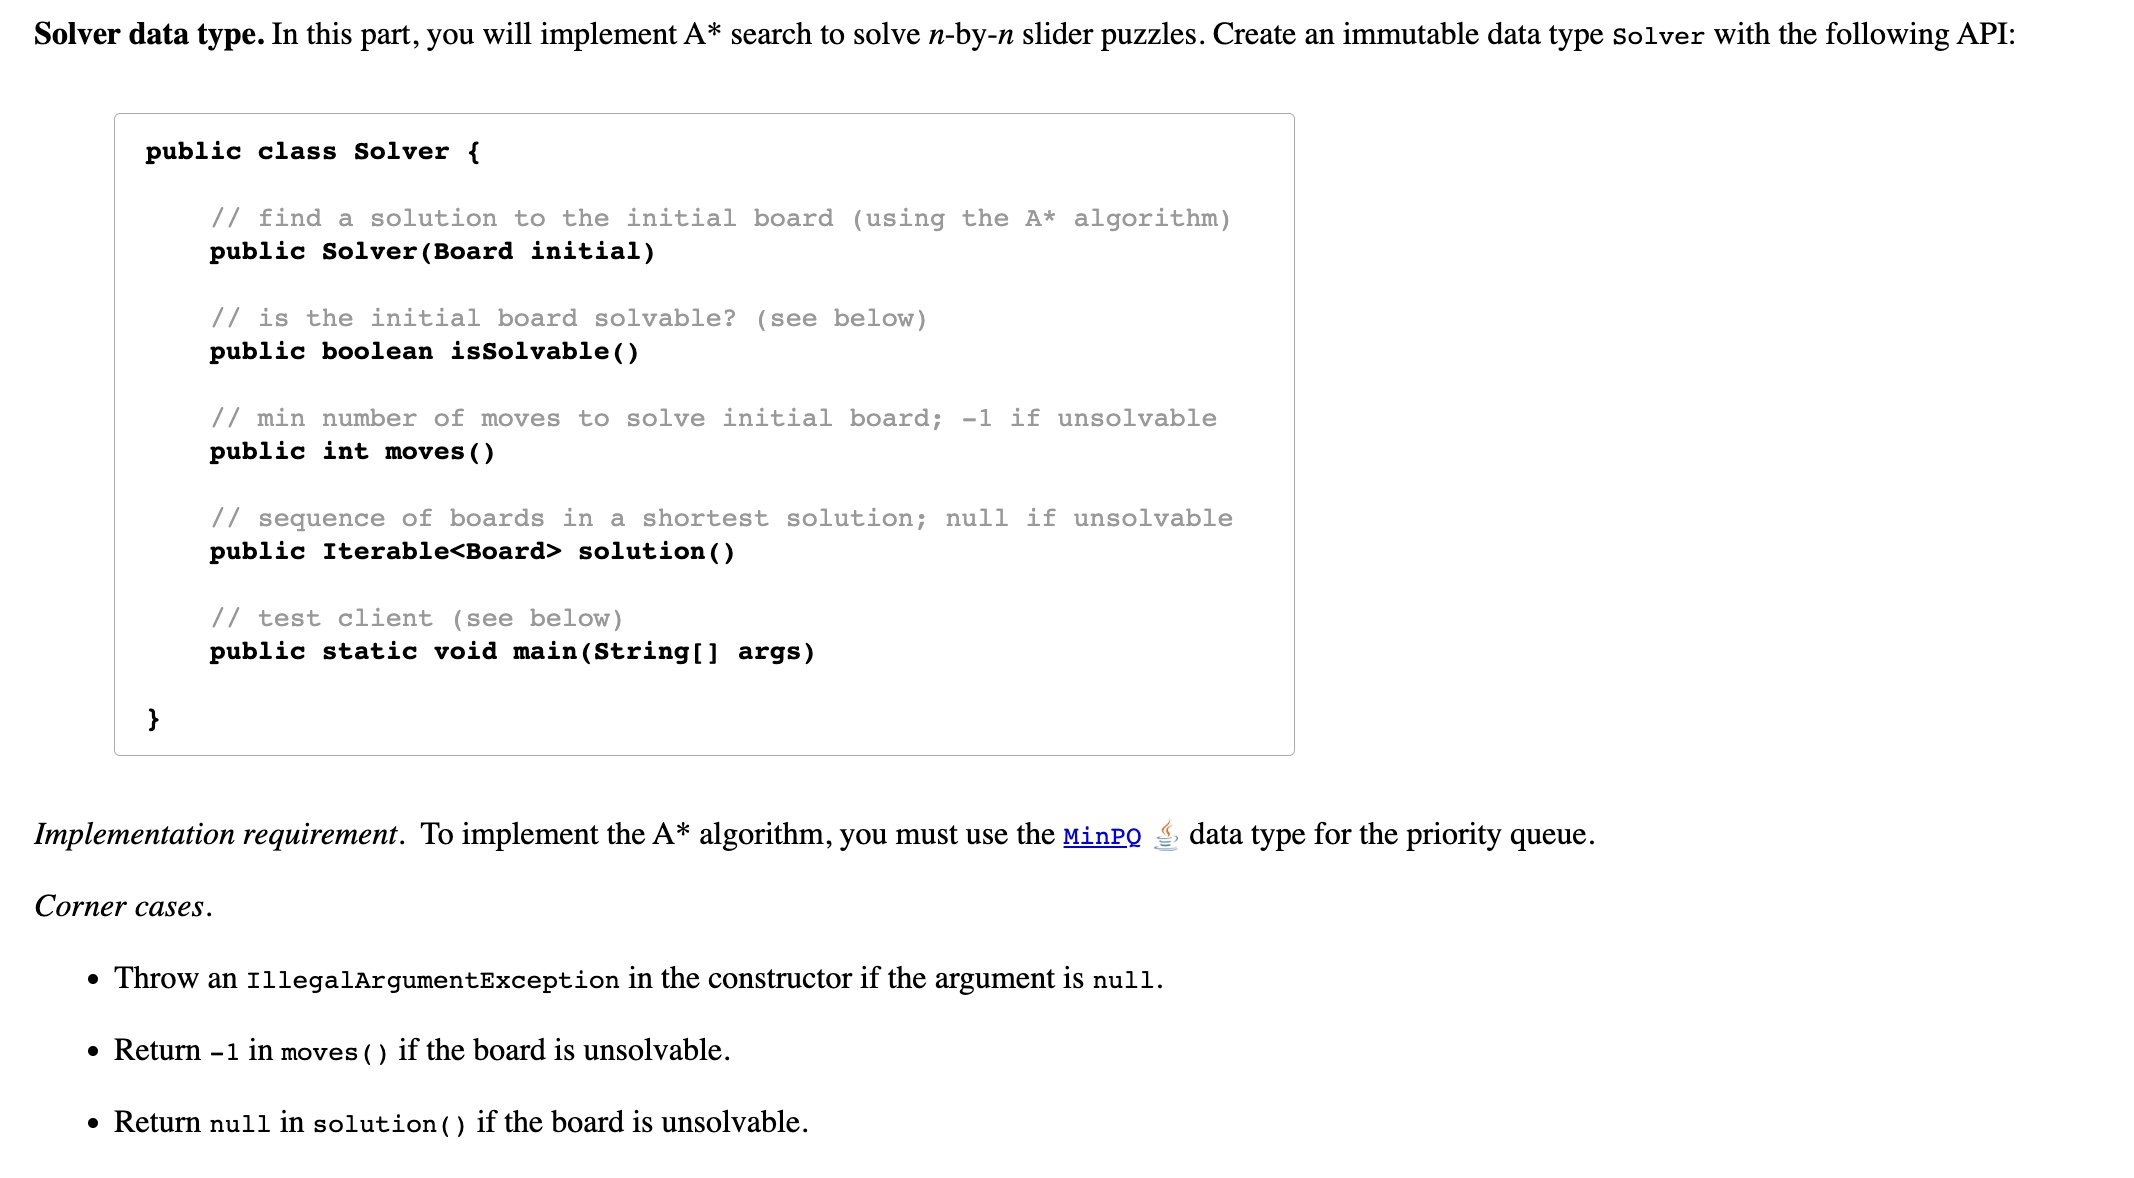 Solver data type. In this part, you will implement A* search to solve n-by-n slider puzzles. Create an immutable data type Solver with the following API:
public class Solver {
// find a solution to the initial board (using the A* algorithm)
public Solver(Board initial)
// is the initial board solvable? (see below)
public boolean isSolvable()
// min number of moves to solve initial board; -1 if unsolvable
public int moves()
// sequence of boards in a shortest solution; null if unsolvable
public Iterable<Board> solution()
// test client (see below)
public static void main(String[] args)
}
Implementation requirement. To implement the A* algorithm, you must use the MinPQ data type for the priority queue.
Corner cases.
• Throw an IllegalArgumentException in the constructor if the argument is null.
• Return -1 in moves() if the board is unsolvable.
• Return null in solution() if the board is unsolvable.